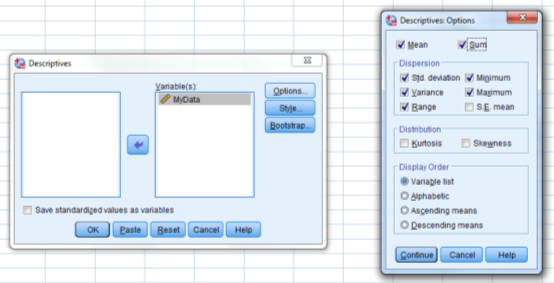 Descriptives
Variable(s):
MyData
Options...
Style...
Bootstrap...
Save standardized values as variables
OK Paste Reset Cancel Help
Descriptives: Options
Mean Sum
Dispersion
Std. deviation Minimum
Variance Maximum
Range S.E. mean
Distribution
Kurtosis Skewness
Display Order
Variable list
Alphabetic
Ascending means
Descending means
Continue Cancel Help